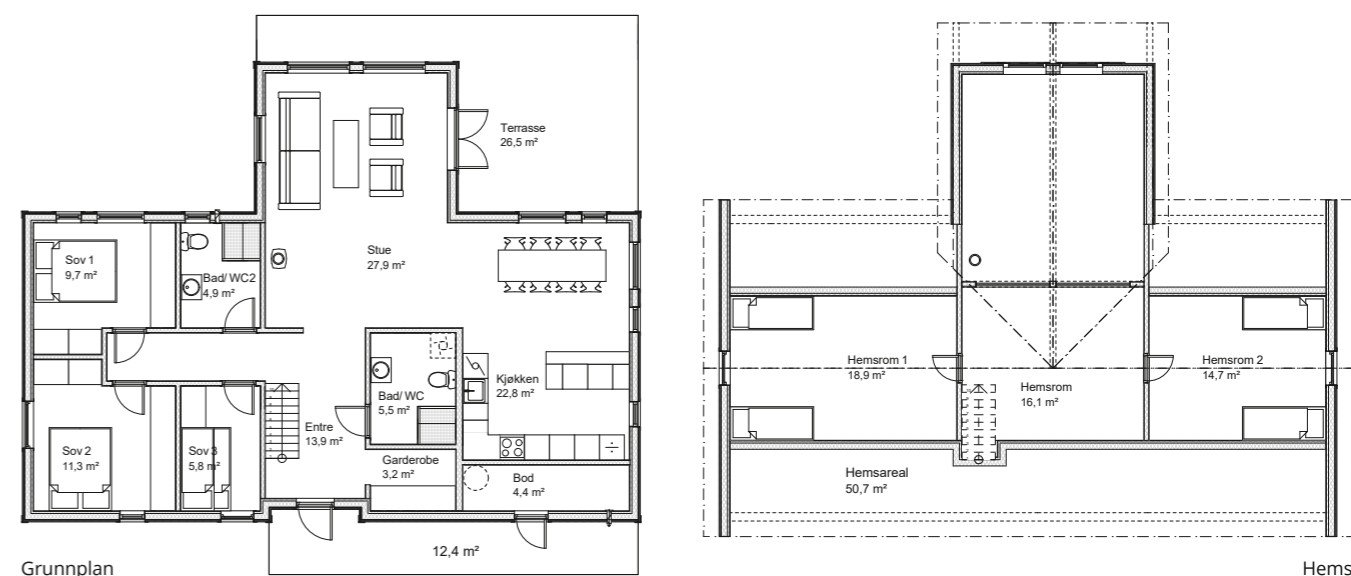 Terrasse
26,5 m²
Sov 1
9,7 m²
Bad/ WC2
4,9 m²
Stue
27,9 m²
Kjøkken
22,8 m²
Bad/ WC
5,5 m²
Entre
13,9 m²
Sov 2
11,3 m²
Sov 3
5,8 m²
Garderobe
3,2 m²
Bod
4,4 m²
12,4 m²
Grunnplan
Hemsrom 1
18,9 m²
Hemsrom
16,1 m²
Hemsrom 2
14,7 m²
Hemsareal
50,7 m²
Hems